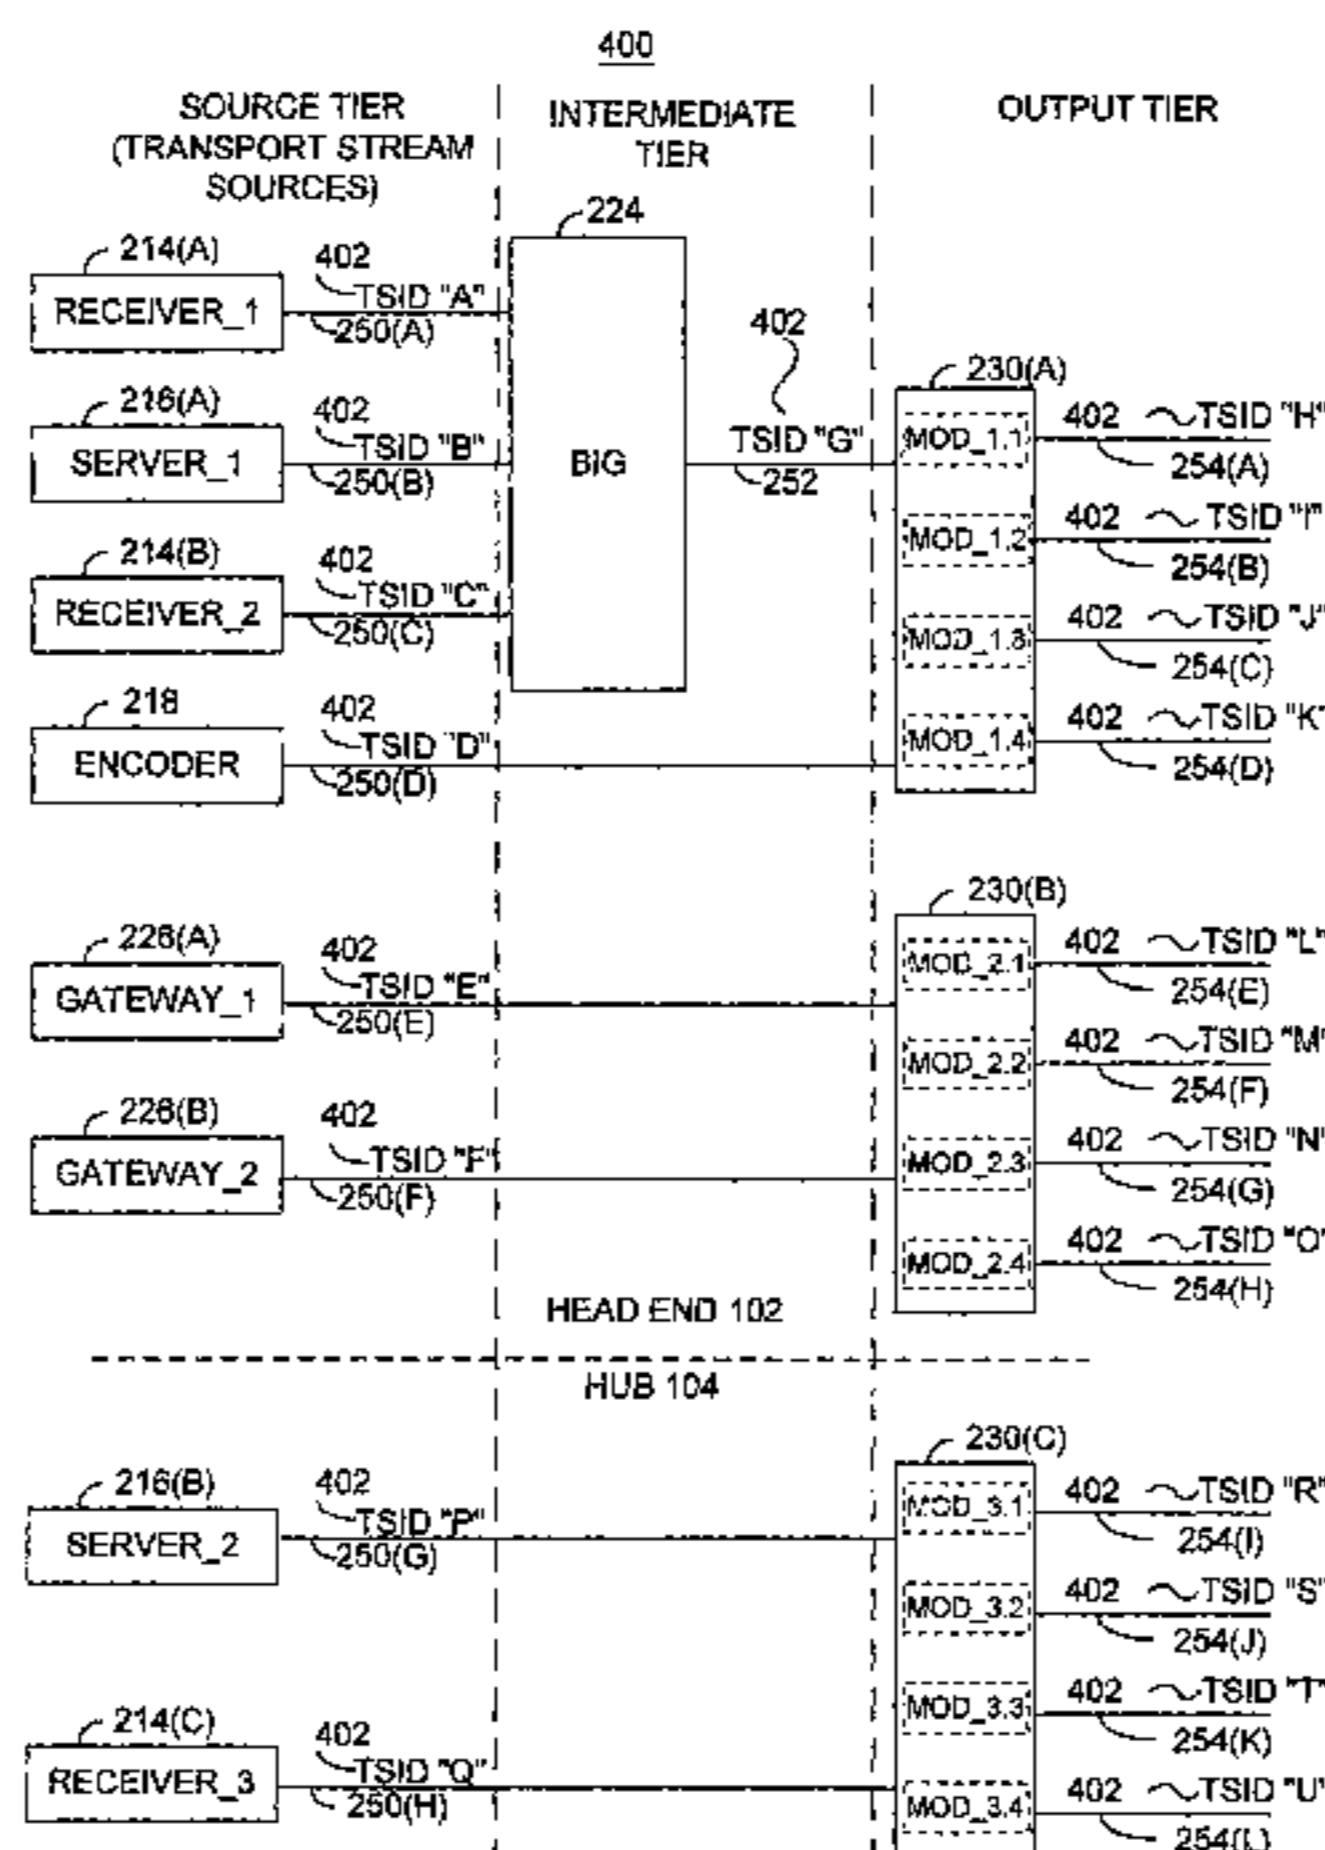 400
SOURCE TIER
(TRANSPORT STREAM
SOURCES)
INTERMEDIATE
TIER
OUTPUT TIER
224
BIG
214(A)
RECEIVER_1
402
TSID "A"
250(A)
216(A)
SERVER_1
402
TSID "B"
250(B)
214(B)
RECEIVER_2
402
TSID "C"
250(C)
218
ENCODER
402
TSID "D"
250(D)
402
TSID "G"
252
230(A)
MOD_1.1
402 TSID "H"
254(A)
MOD_1.2
402 TSID "I"
254(B)
MOD_1.3
402 TSID "J"
254(C)
MOD_1.4
402 TSID "K"
254(D)
226(A)
GATEWAY_1
402
TSID "E"
250(E)
226(B)
GATEWAY_2
402
TSID "F"
250(F)
230(B)
MOD_2.1
402 TSID "L"
254(E)
MOD_2.2
402 TSID "M"
254(F)
MOD_2.3
402 TSID "N"
254(G)
MOD_2.4
402 TSID "O"
254(H)
HEAD END 102
HUB 104
216(B)
SERVER_2
402
TSID "P"
250(G)
214(C)
RECEIVER_3
402
TSID "Q"
250(H)
230(C)
MOD_3.1
402 TSID "R"
254(I)
MOD_3.2
402 TSID "S"
254(J)
MOD_3.3
402 TSID "T"
254(K)
MOD_3.4
402 TSID "U"
254(L)